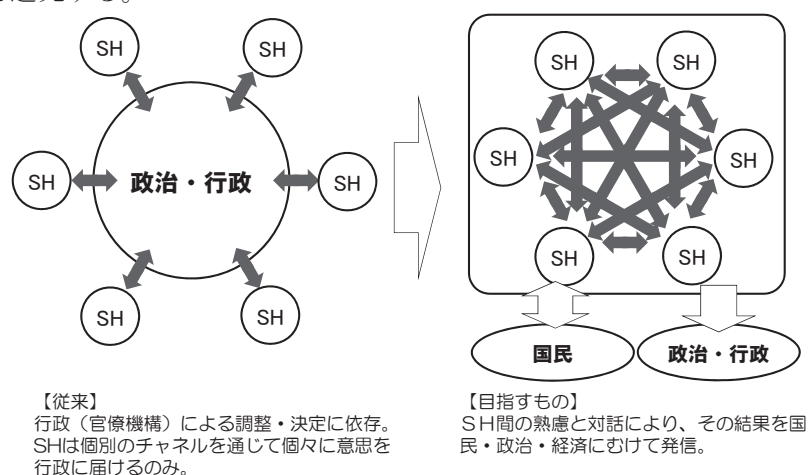 SH
SH
SH
政治・行政
SH
SH
SH
SH
SH
SH
SH
SH
SH
国民
政治・行政
【従来】
行政（官僚機構）による調整・決定に依存。
SHは個別のチャネルを通じて個々に意思を
行政に届けるのみ。
【目指すもの】
ＳＨ間の熟慮と対話により、その結果を国
民・政治・経済にむけて発信。